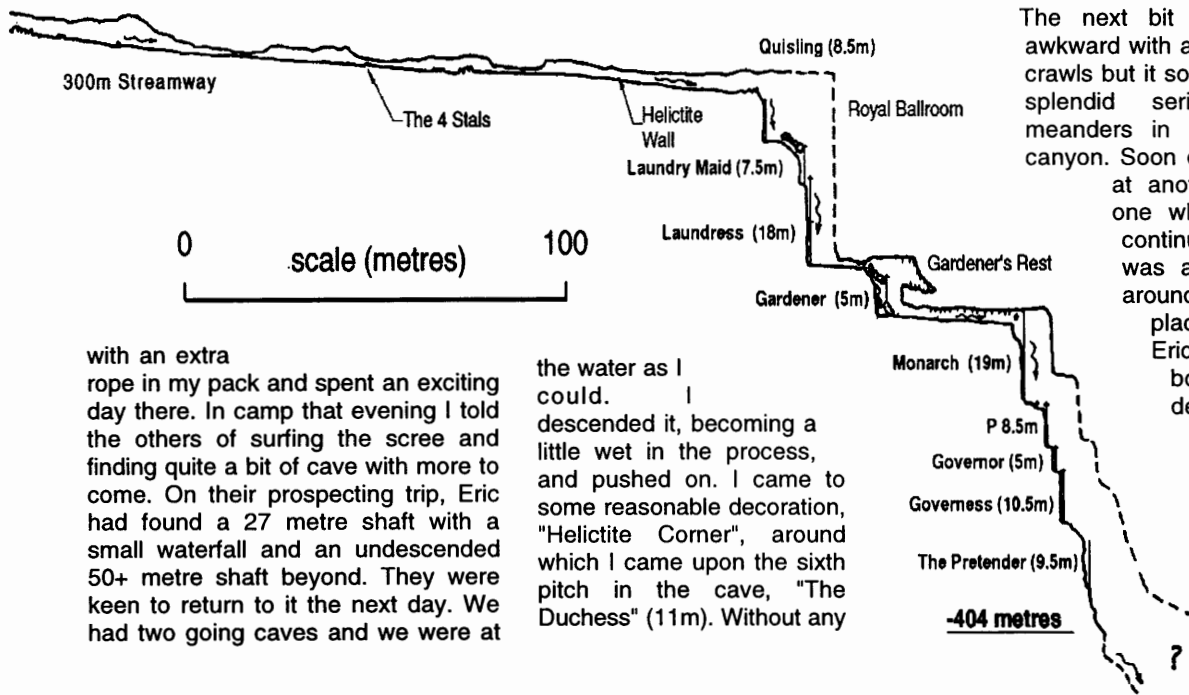 300m Streamway
The 4 Stals
Helictite
Wall
Quisling (8.5m)
Royal Ballroom
Laundry Maid (7.5m)
Laundress (18m)
Gardener's Rest
Gardener (5m)
Monarch (19m)
P 8.5m
Governor (5m)
Governess (10.5m)
The Pretender (9.5m)
-404 metres
?
0
100
scale (metres)
with an extra
rope in my pack and spent an exciting
day there. In camp that evening I told
the others of surfing the scree and
finding quite a bit of cave with more to
come. On their prospecting trip, Eric
had found a 27 metre shaft with a
small waterfall and an undescended
50+ metre shaft beyond. They were
keen to return to it the next day. We
had two going caves and we were at
the water as I
could. I
descended it, becoming a
little wet in the process,
and pushed on. I came to
some reasonable decoration,
"Helictite Corner", around
which I came upon the sixth
pitch in the cave, "The
Duchess" (11m). Without any
The next bit
awkward with a
crawls but it so
splendid seri
meanders in
canyon. Soon
at ano
one wh
continu
was a
around
plac
Eric
bo
de